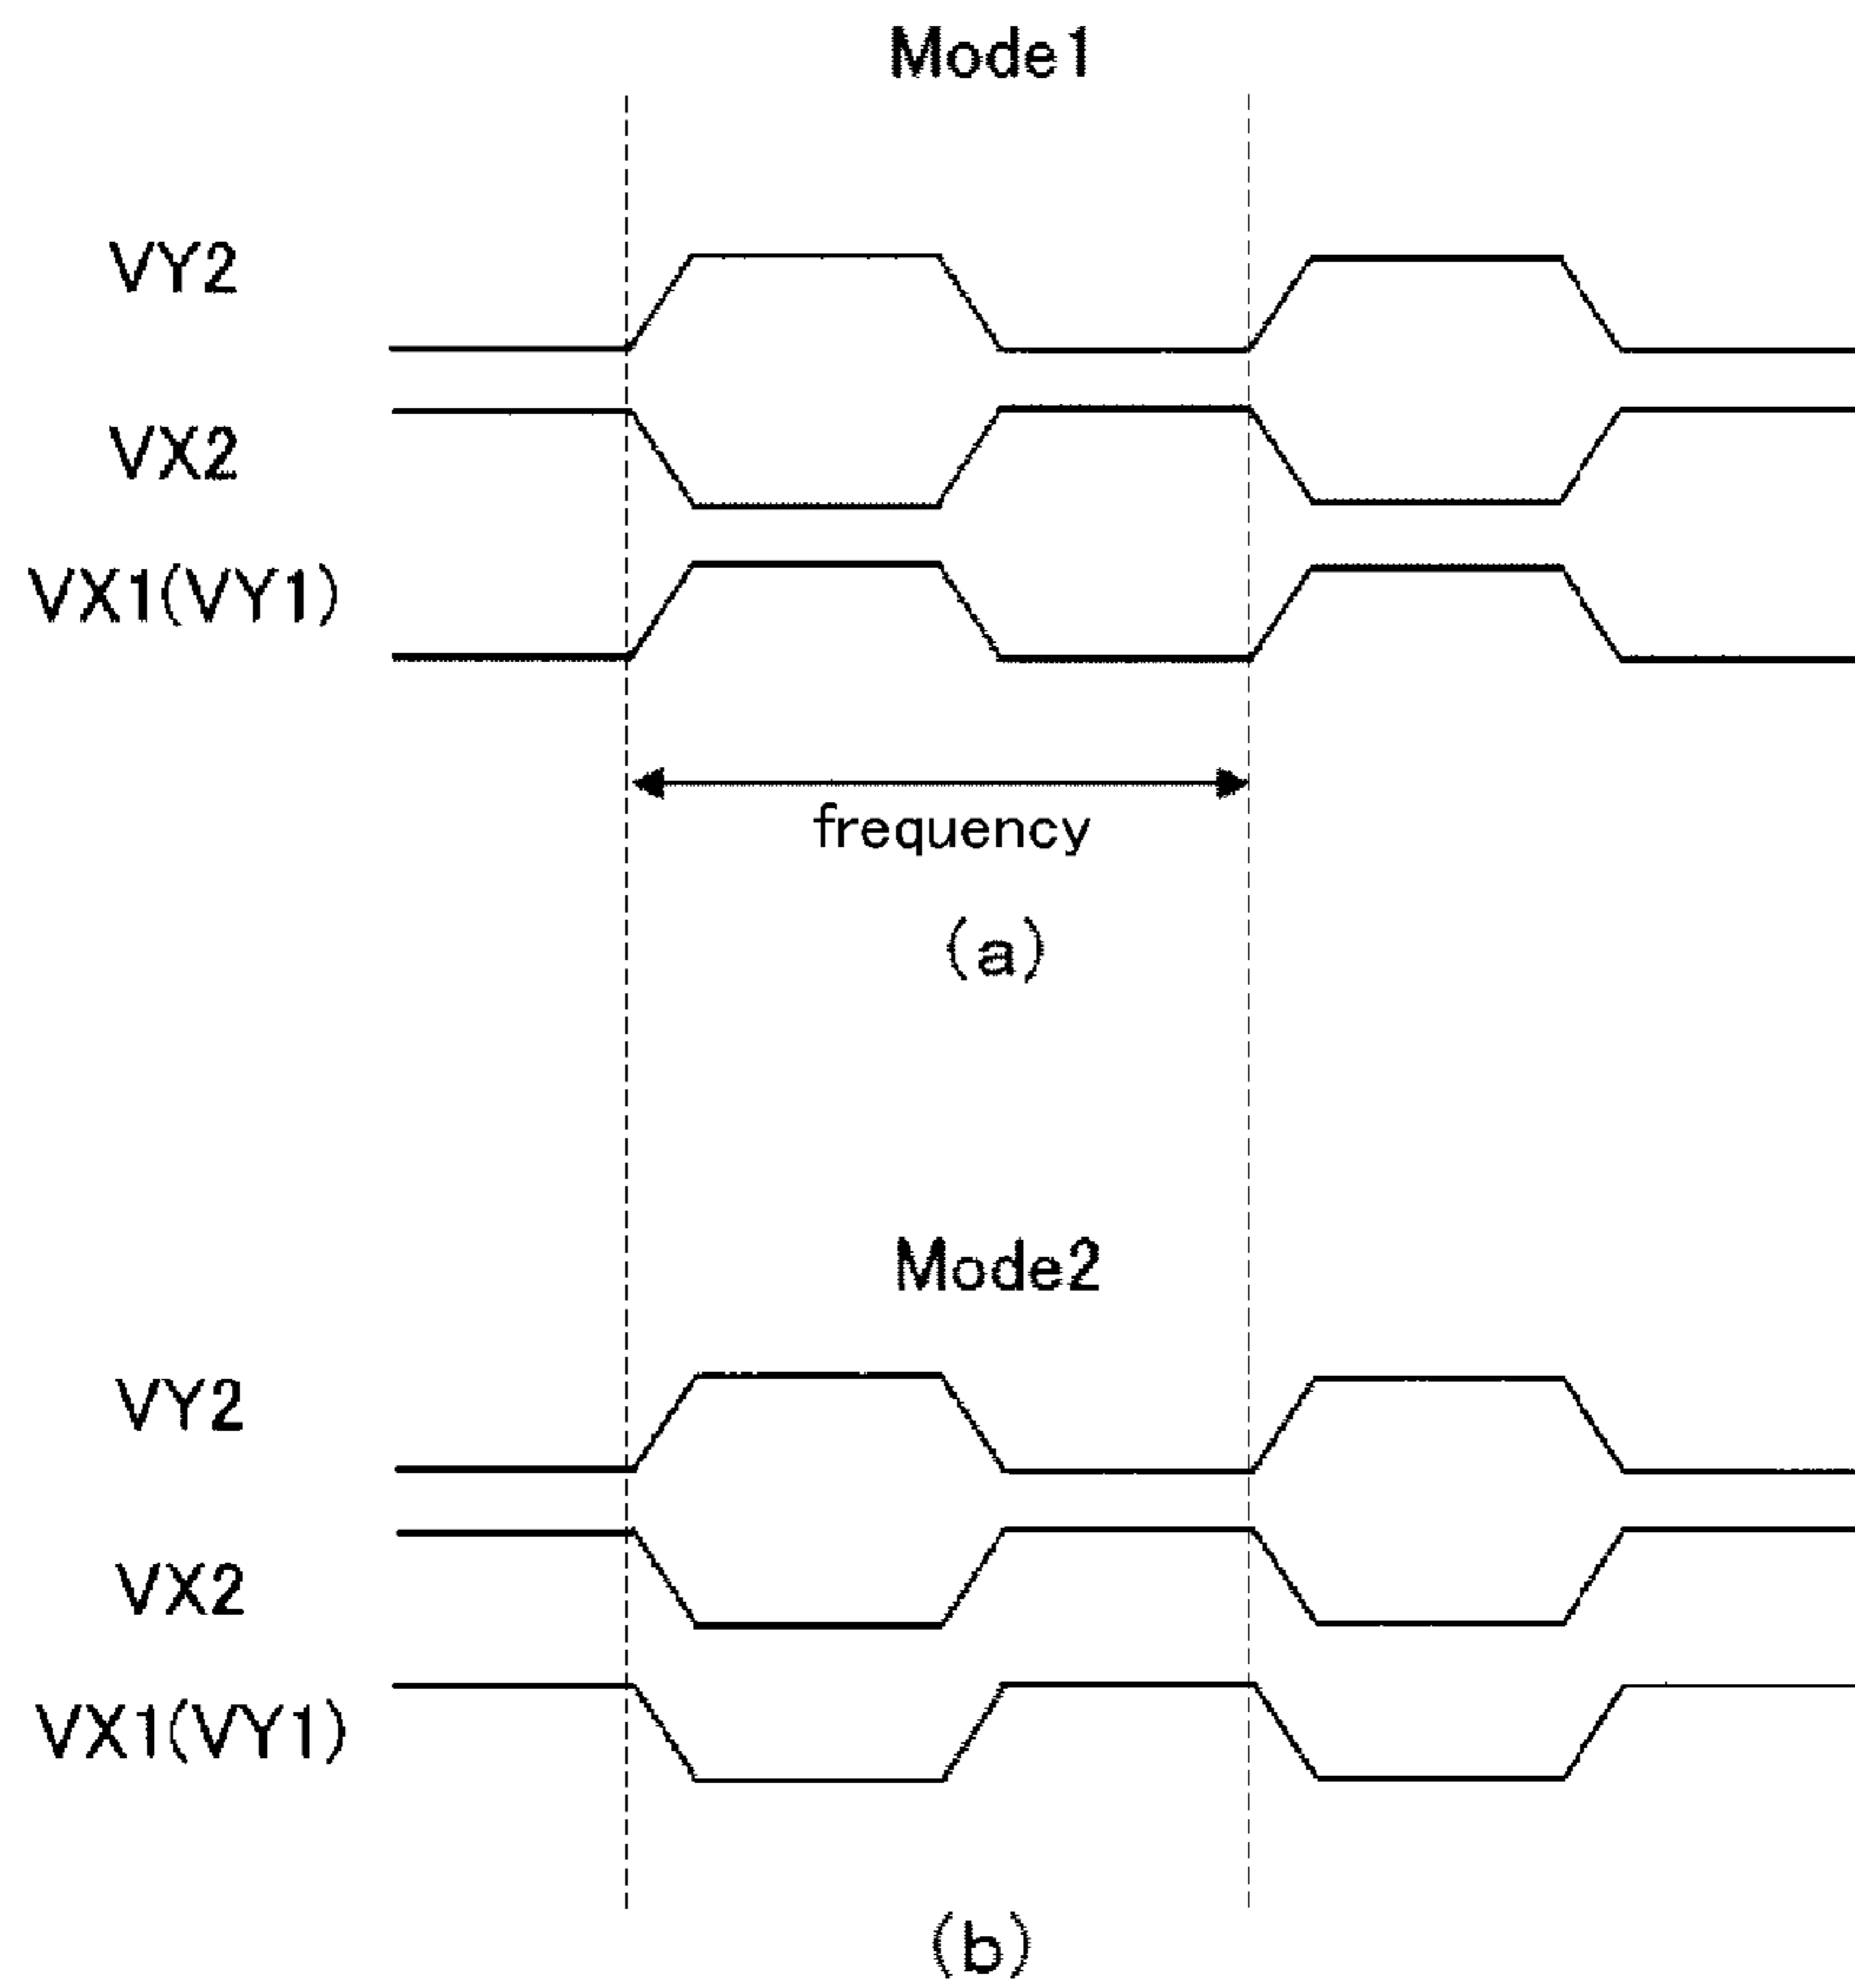 Mode1
VY2
VX2
VX1(VY1)
frequency
(a)
Mode2
VY2
VX2
VX1(VY1)
(b)